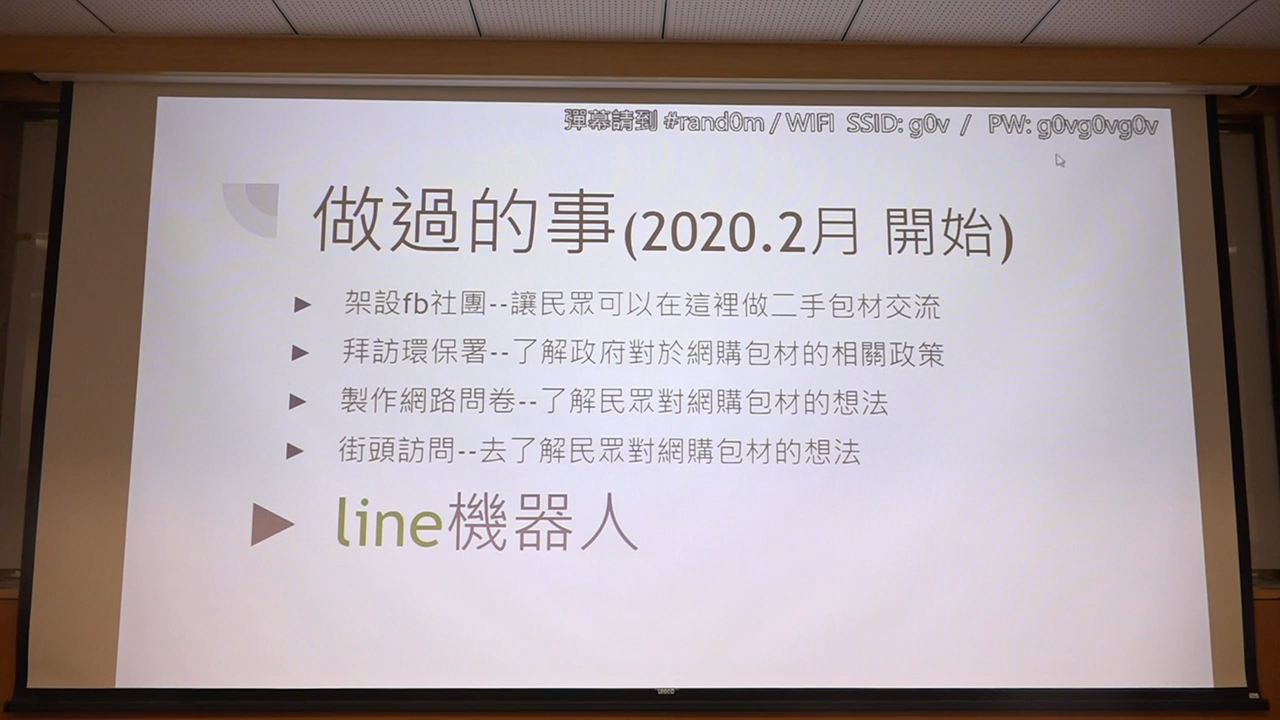 彈幕請到 #rand0m / WIFI SSID: g0v / PW: g0vg0vg0v
做過的事(2020.2月 開始)
架設fb社團--讓民眾可以在這裡做二手包材交流
拜訪環保署--了解政府對於網購包材的相關政策
製作網路問卷--了解民眾對網購包材的想法
街頭訪問--去了解民眾對網購包材的想法
line機器人